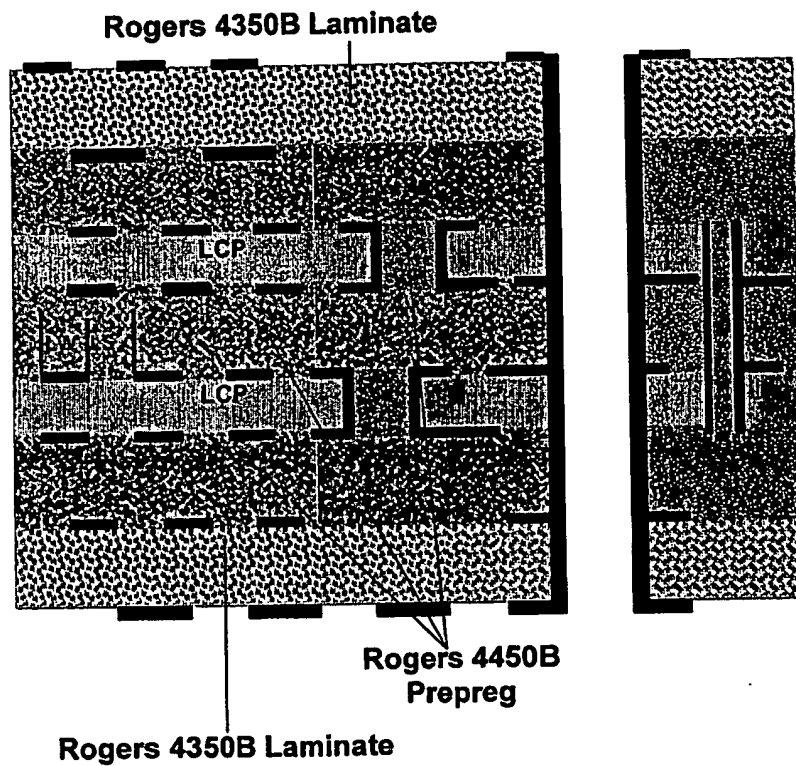 Rogers 4350B Laminate
LCP
W
LCP
Rogers 4450B
Prepreg
Rogers 4350B Laminate